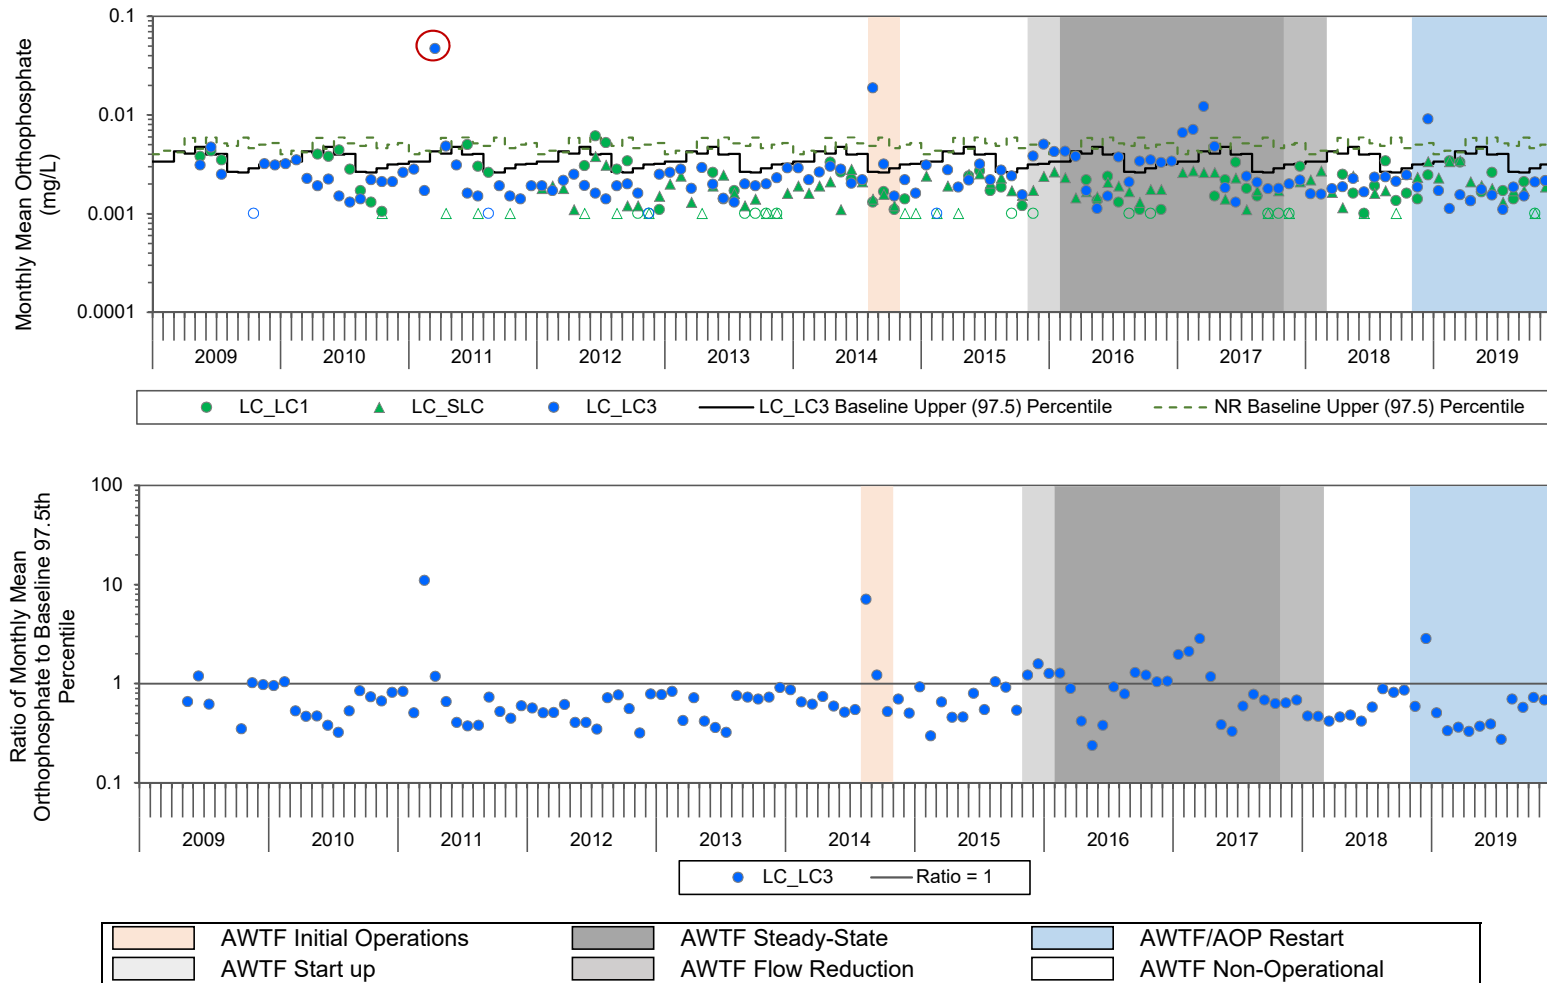 Monthly Mean Orthophosphate
(mg/L)
0.1
0.01
0.001
0.0001
2009 2010 2011 2012 2013 2014 2015 2016 2017 2018 2019
LC_LC1 LC_SLC LC_LC3 LC_LC3 Baseline Upper (97.5) Percentile NR Baseline Upper (97.5) Percentile
Ratio of Monthly Mean
Orthophosphate to Baseline 97.5th
Percentile
100
10
1
0.1
2009 2010 2011 2012 2013 2014 2015 2016 2017 2018 2019
LC_LC3 Ratio = 1
AWTF Initial Operations AWTF Steady-State AWTF/AOP Restart
AWTF Start up AWTF Flow Reduction AWTF Non-Operational